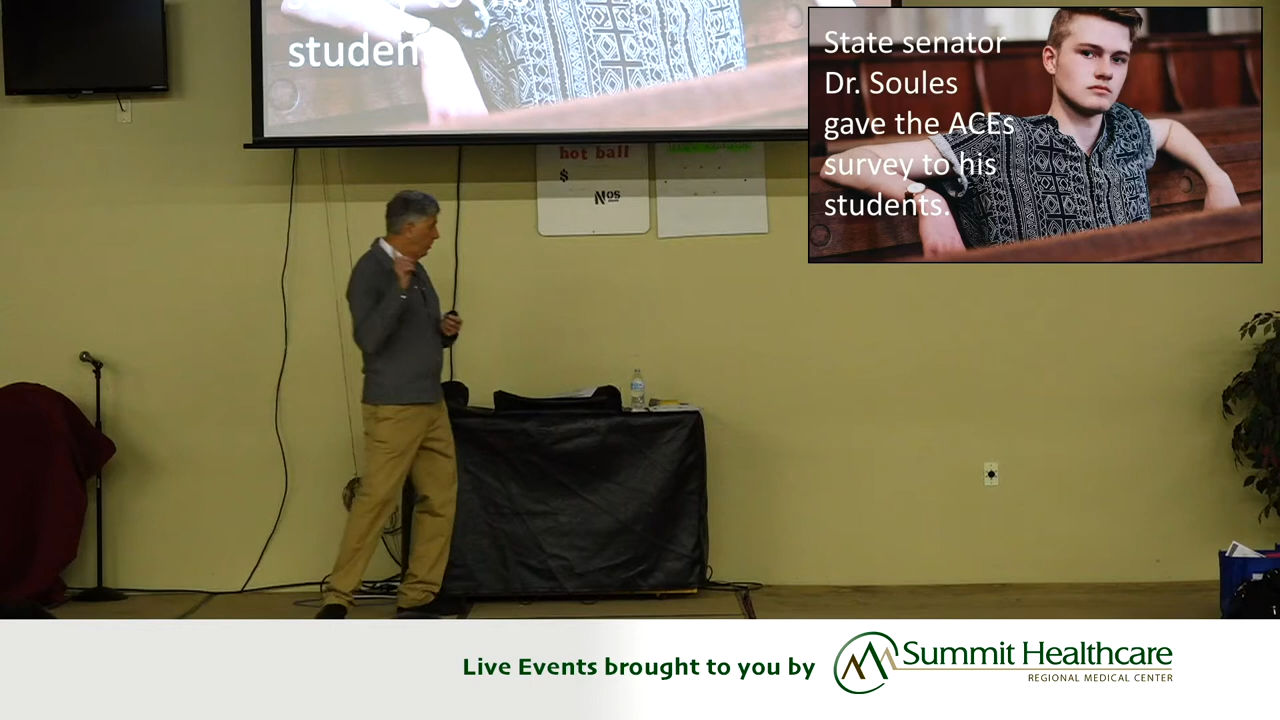 studen
State senator
Dr. Soules
gave the ACEs
survey to his
students.
hot ball
$
Nos
Live Events brought to you by
Summit Healthcare
REGIONAL MEDICAL CENTER